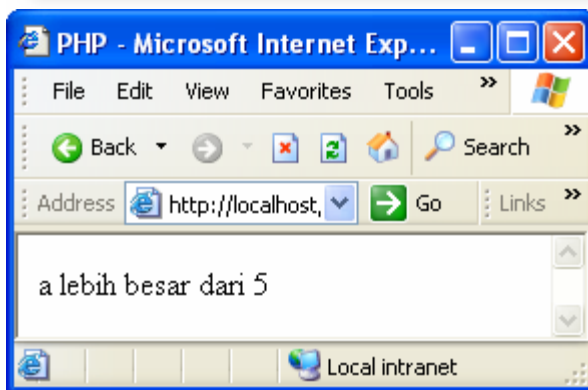 PHP - Microsoft Internet Exp...
File Edit View Favorites Tools »
Back Search »
Address http://localhost, Go Links »
a lebih besar dari 5
Local intranet